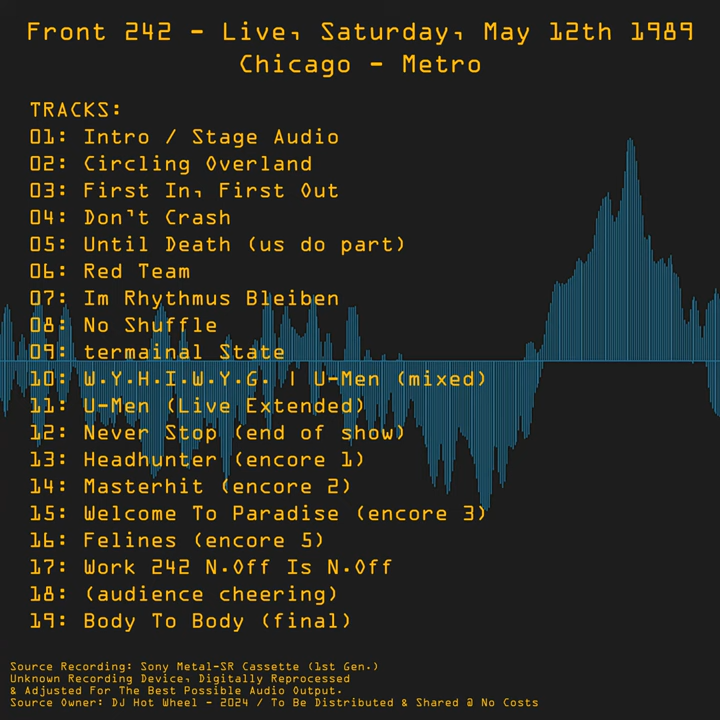 Front 242 - Live, Saturday, May 12th 1989
Chicago - Metro
TRACKS:
01: Intro / Stage Audio
02: Circling Overland
03: First In, First Out
04: Don't Crash
05: Until Death (us do part)
06: Red Team
07: Im Rhythmus Bleiben
08: No Shuffle
09: termainal State
10: W.Y.H.I.W.Y.G. | U-Men (mixed)
11: U-Men (Live Extended)
12: Never Stop (end of show)
13: Headhunter (encore 1)
14: Masterhit (encore 2)
15: Welcome To Paradise (encore 3)
16: Felines (encore 5)
17: Work 242 N.Off Is N.Off
18: (audience cheering)
19: Body To Body (final)
Source Recording: Sony Metal-SR Cassette (1st Gen.)
Unknown Recording Device, Digitally Reprocessed
& Adjusted For The Best Possible Audio Output.
Source Owner: DJ Hot Wheel - 2024 / To Be Distributed & Shared @ No Costs